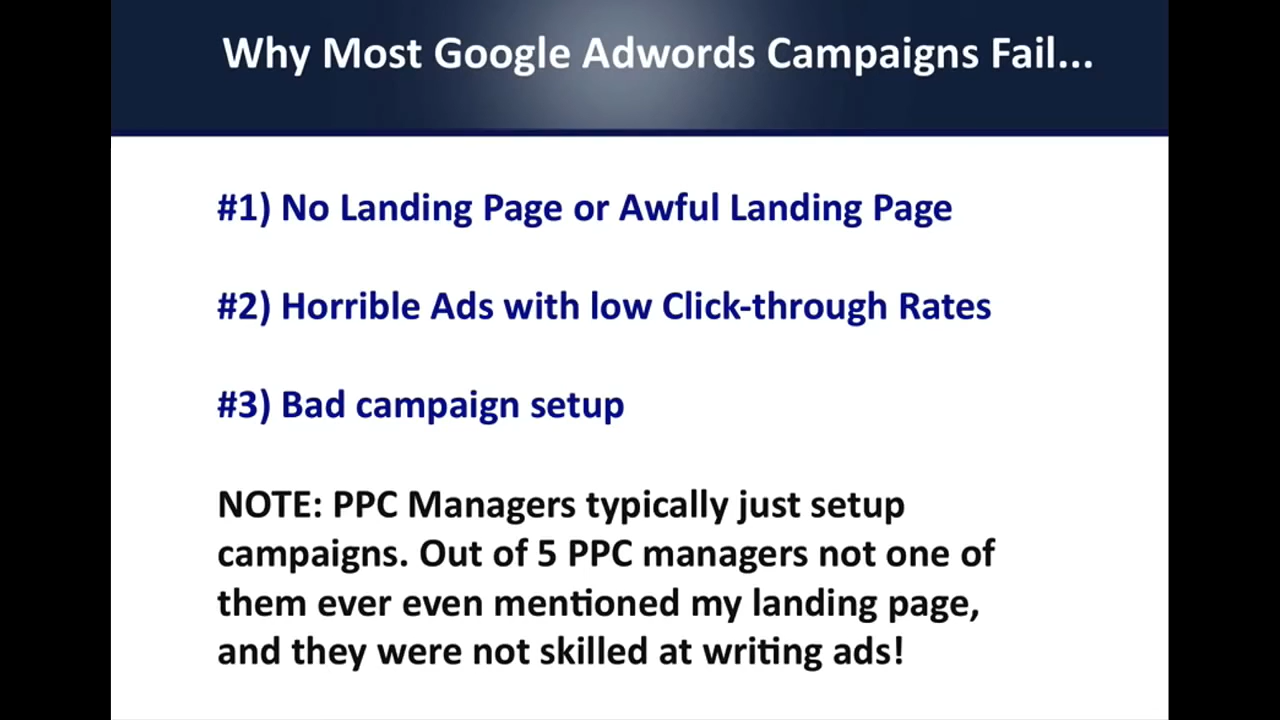 Why Most Google Adwords Campaigns Fail...
#1) No Landing Page or Awful Landing Page
#2) Horrible Ads with low Click-through Rates
#3) Bad campaign setup
NOTE: PPC Managers typically just setup
campaigns. Out of 5 PPC managers not one of
them ever even mentioned my landing page,
and they were not skilled at writing ads!